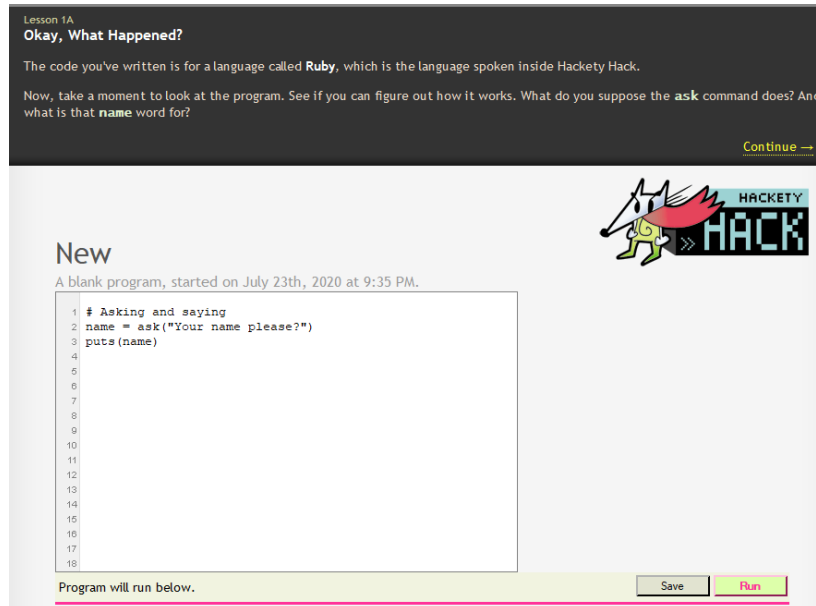 Lesson 1A
Okay, What Happened?
The code you've written is for a language called Ruby, which is the language spoken inside Hackety Hack.
Now, take a moment to look at the program. See if you can figure out how it works. What do you suppose the ask command does? And
what is that name word for?
Continue →
HACKETY
» HACK
New
A blank program, started on July 23th, 2020 at 9:35 PM.
1 # Asking and saying
2 name = ask("Your name please?")
3 puts(name)
4
5
6
7
8
9
10
11
12
13
14
15
16
17
18
Program will run below.
Save
Run